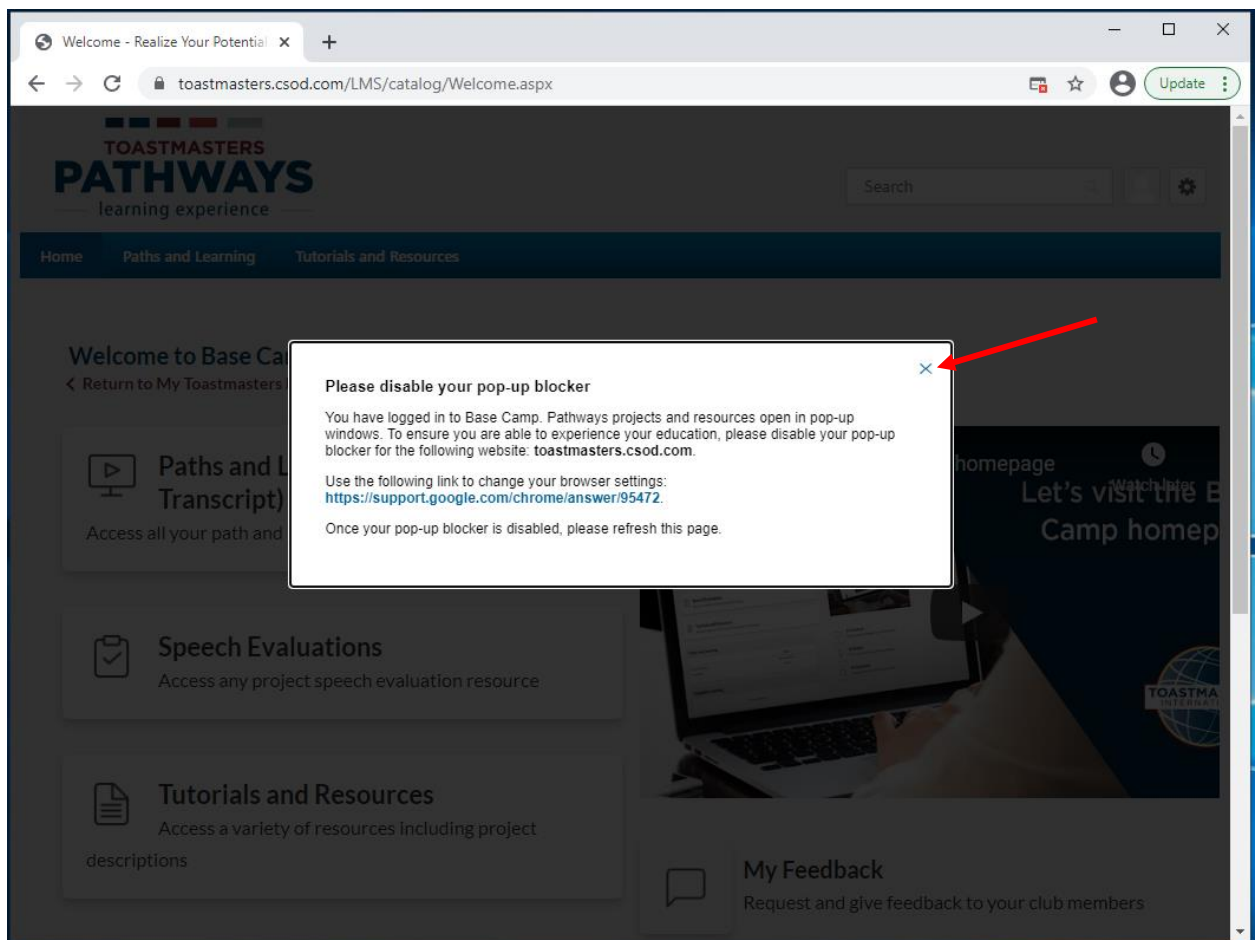 Welcome - Realize Your Potential
toastmasters.csod.com/LMS/catalog/Welcome.aspx
Update
TOASTMASTERS
PATHWAYS
learning experience
Search
Home Paths and Learning Tutorials and Resources
Welcome to Base Ca
Return to My Toastmasters
Please disable your pop-up blocker
You have logged in to Base Camp. Pathways projects and resources open in pop-up
windows. To ensure you are able to experience your education, please disable your pop-up
blocker for the following website: toastmasters.csod.com.
Use the following link to change your browser settings:
https://support.google.com/chrome/answer/95472.
Once your pop-up blocker is disabled, please refresh this page.
Paths and L
Transcript)
Access all your path and
homepage
Watch later
Let's visit the B
Camp homep
TOASTMA
INTERNATI
Speech Evaluations
Access any project speech evaluation resource
Tutorials and Resources
Access a variety of resources including project
descriptions
My Feedback
Request and give feedback to your club members